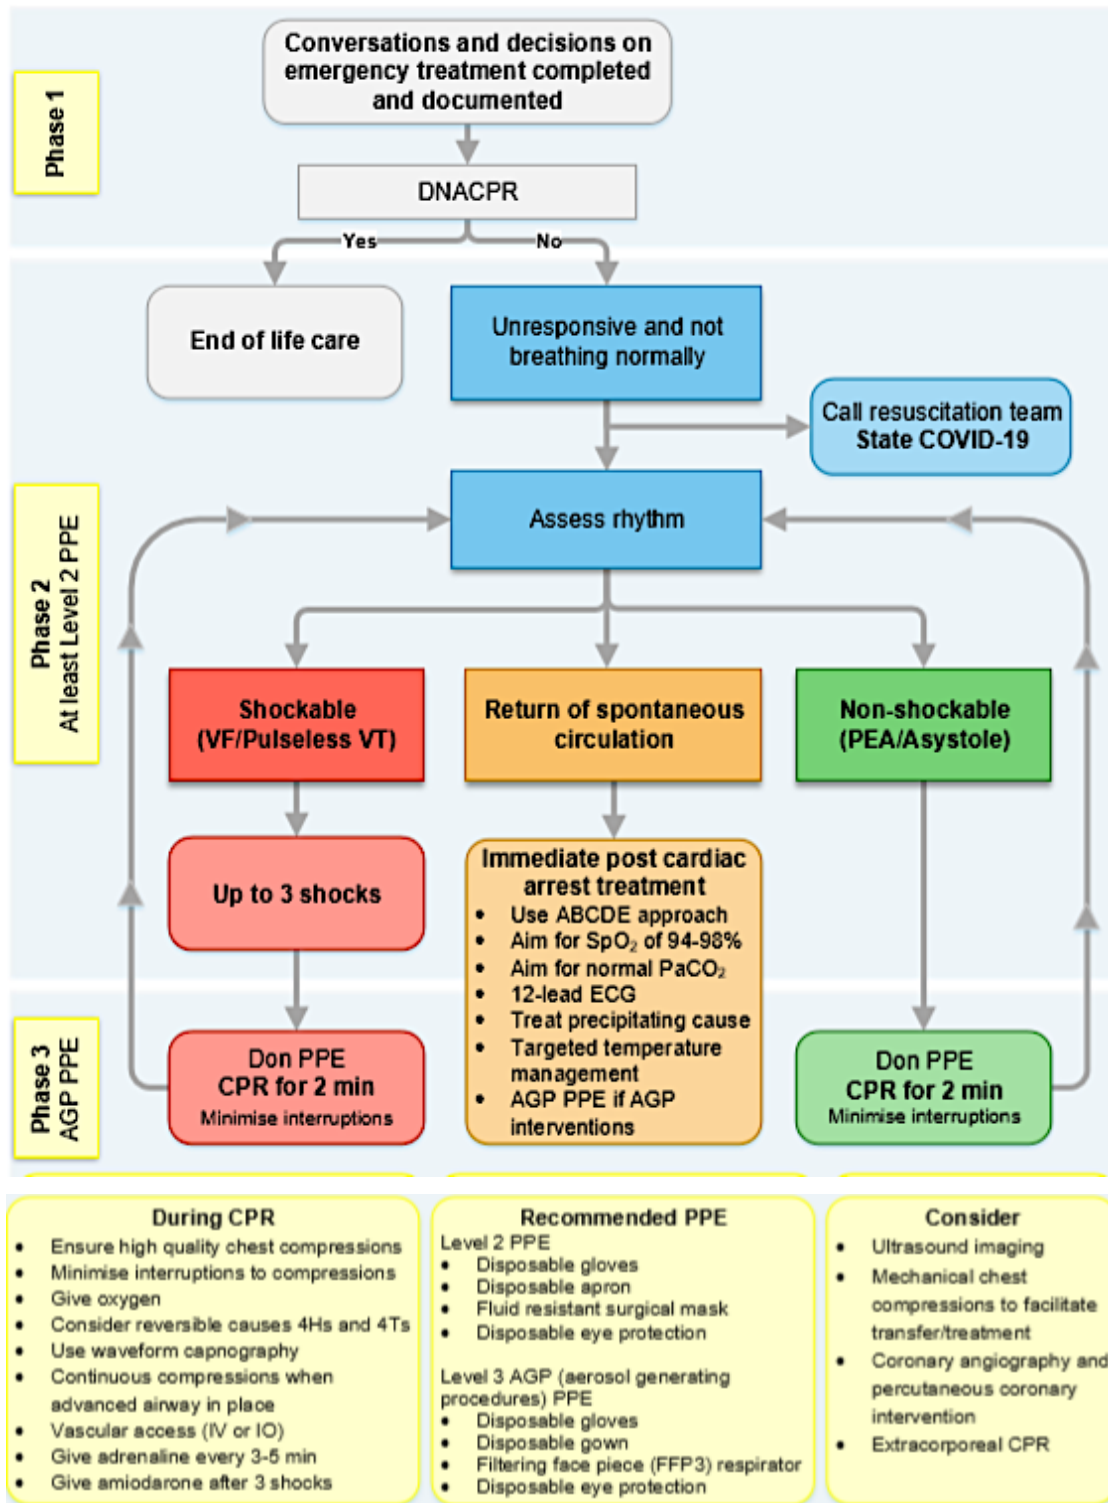 Phase 1
Conversations and decisions on
emergency treatment completed
and documented
DNACPR
Yes
No
Phase 2
At least Level 2 PPE
End of life care
Unresponsive and not
breathing normally
Call resuscitation team
State COVID-19
Assess rhythm
Shockable
(VF/Pulseless VT)
Return of spontaneous
circulation
Non-shockable
(PEA/Asystole)
Up to 3 shocks
Immediate post cardiac
arrest treatment
• Use ABCDE approach
• Aim for SpO₂ of 94-98%
• Aim for normal PaCO₂
• 12-lead ECG
• Treat precipitating cause
• Targeted temperature
management
• AGP PPE if AGP
interventions
Phase 3
AGP PPE
Don PPE
CPR for 2 min
Minimise interruptions
Don PPE
CPR for 2 min
Minimise interruptions
During CPR
• Ensure high quality chest compressions
• Minimise interruptions to compressions
• Give oxygen
• Consider reversible causes 4Hs and 4Ts
• Use waveform capnography
• Continuous compressions when
advanced airway in place
• Vascular access (IV or IO)
• Give adrenaline every 3-5 min
• Give amiodarone after 3 shocks
Recommended PPE
Level 2 PPE
• Disposable gloves
• Disposable apron
• Fluid resistant surgical mask
• Disposable eye protection
Level 3 AGP (aerosol generating
procedures) PPE
• Disposable gloves
• Disposable gown
• Filtering face piece (FFP3) respirator
• Disposable eye protection
Consider
• Ultrasound imaging
• Mechanical chest
compressions to facilitate
transfer/treatment
• Coronary angiography and
percutaneous coronary
intervention
• Extracorporeal CPR